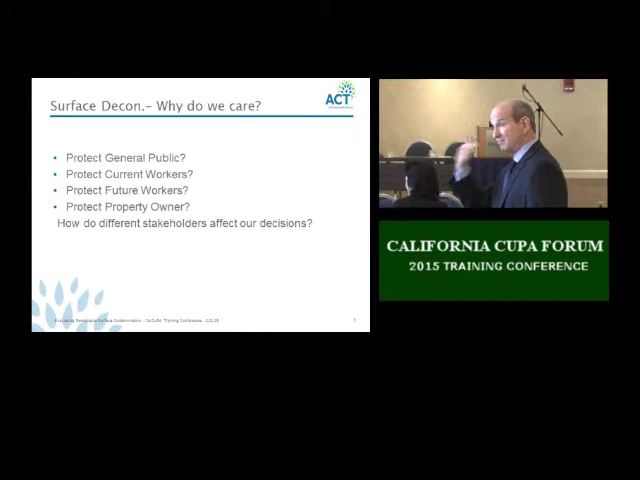 Surface Decon.– Why do we care?
ACT
• Protect General Public?
• Protect Current Workers?
• Protect Future Workers?
• Protect Property Owner?
How do different stakeholders affect our decisions?
CALIFORNIA CUPA FORUM
2015 TRAINING CONFERENCE